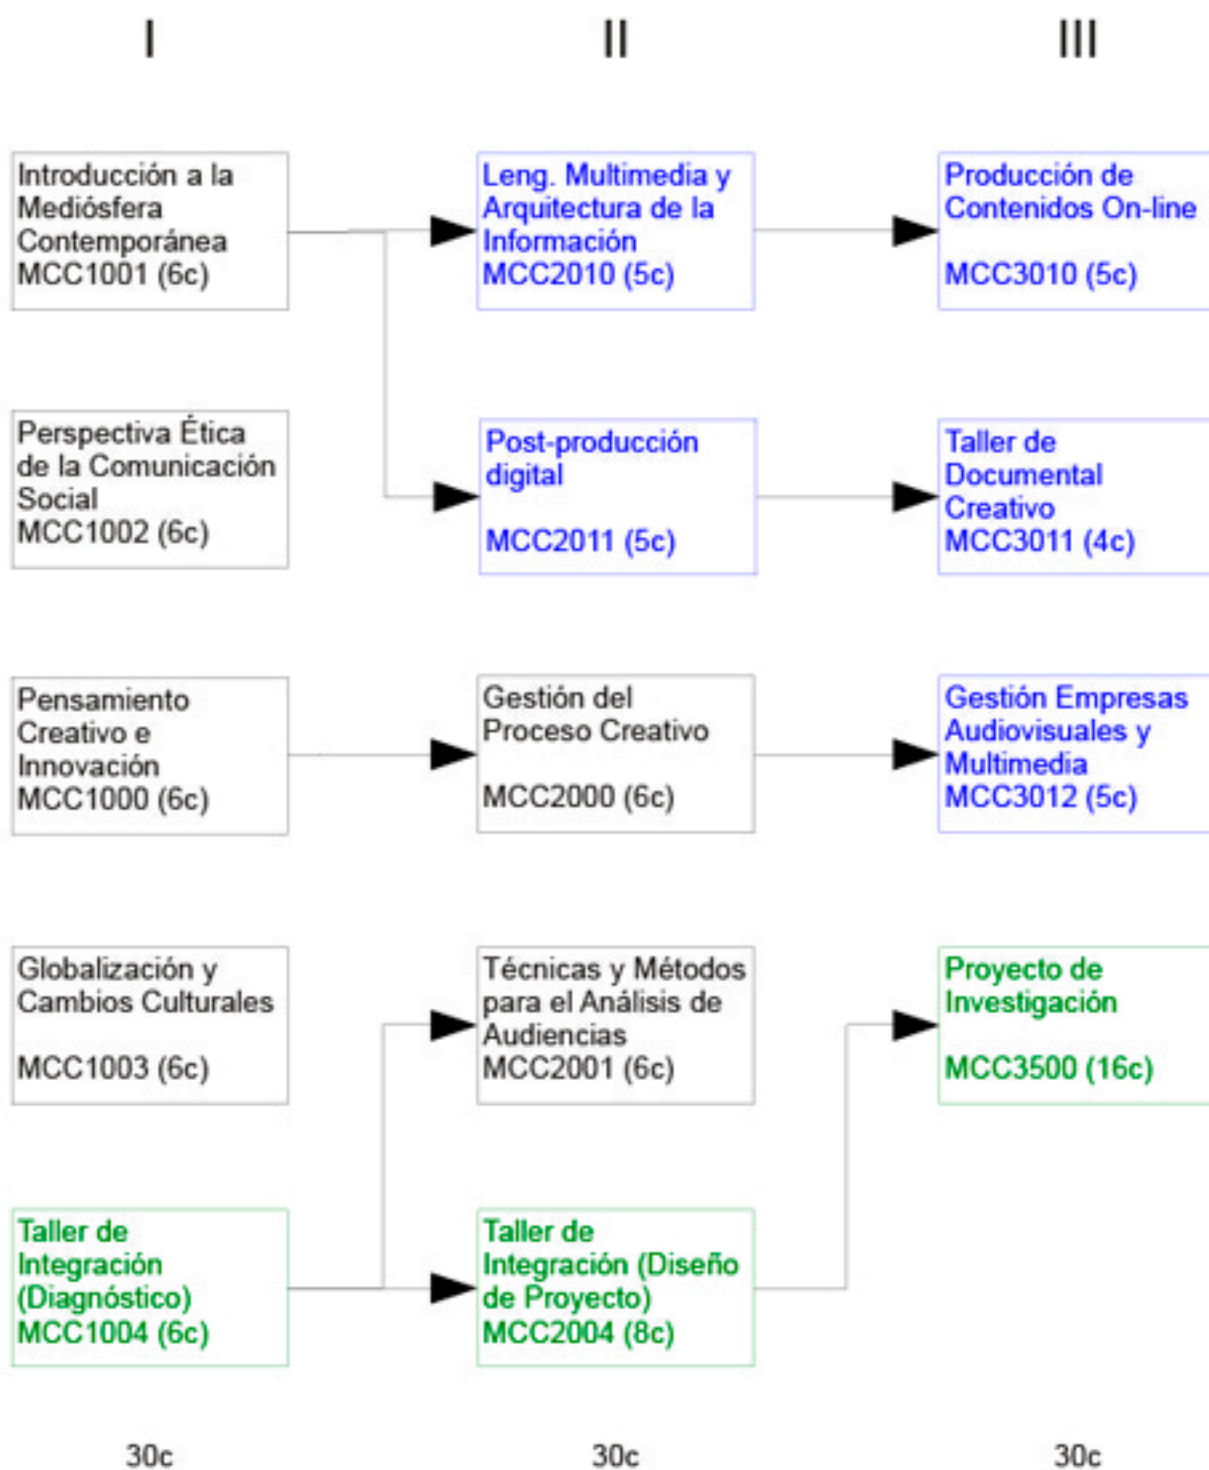 I
II
III
Introducción a la
Mediósfera
Contemporánea
MCC1001 (6c)
Leng. Multimedia y
Arquitectura de la
Información
MCC2010 (5c)
Producción de
Contenidos On-line
MCC3010 (5c)
Perspectiva Ética
de la Comunicación
Social
MCC1002 (6c)
Post-producción
digital
MCC2011 (5c)
Taller de
Documental
Creativo
MCC3011 (4c)
Pensamiento
Creativo e
Innovación
MCC1000 (6c)
Gestión del
Proceso Creativo
MCC2000 (6c)
Gestión Empresas
Audiovisuales y
Multimedia
MCC3012 (5c)
Globalización y
Cambios Culturales
MCC1003 (6c)
Técnicas y Métodos
para el Análisis de
Audiencias
MCC2001 (6c)
Proyecto de
Investigación
MCC3500 (16c)
Taller de
Integración
(Diagnóstico)
MCC1004 (6c)
Taller de
Integración (Diseño
de Proyecto)
MCC2004 (8c)
30c
30c
30c